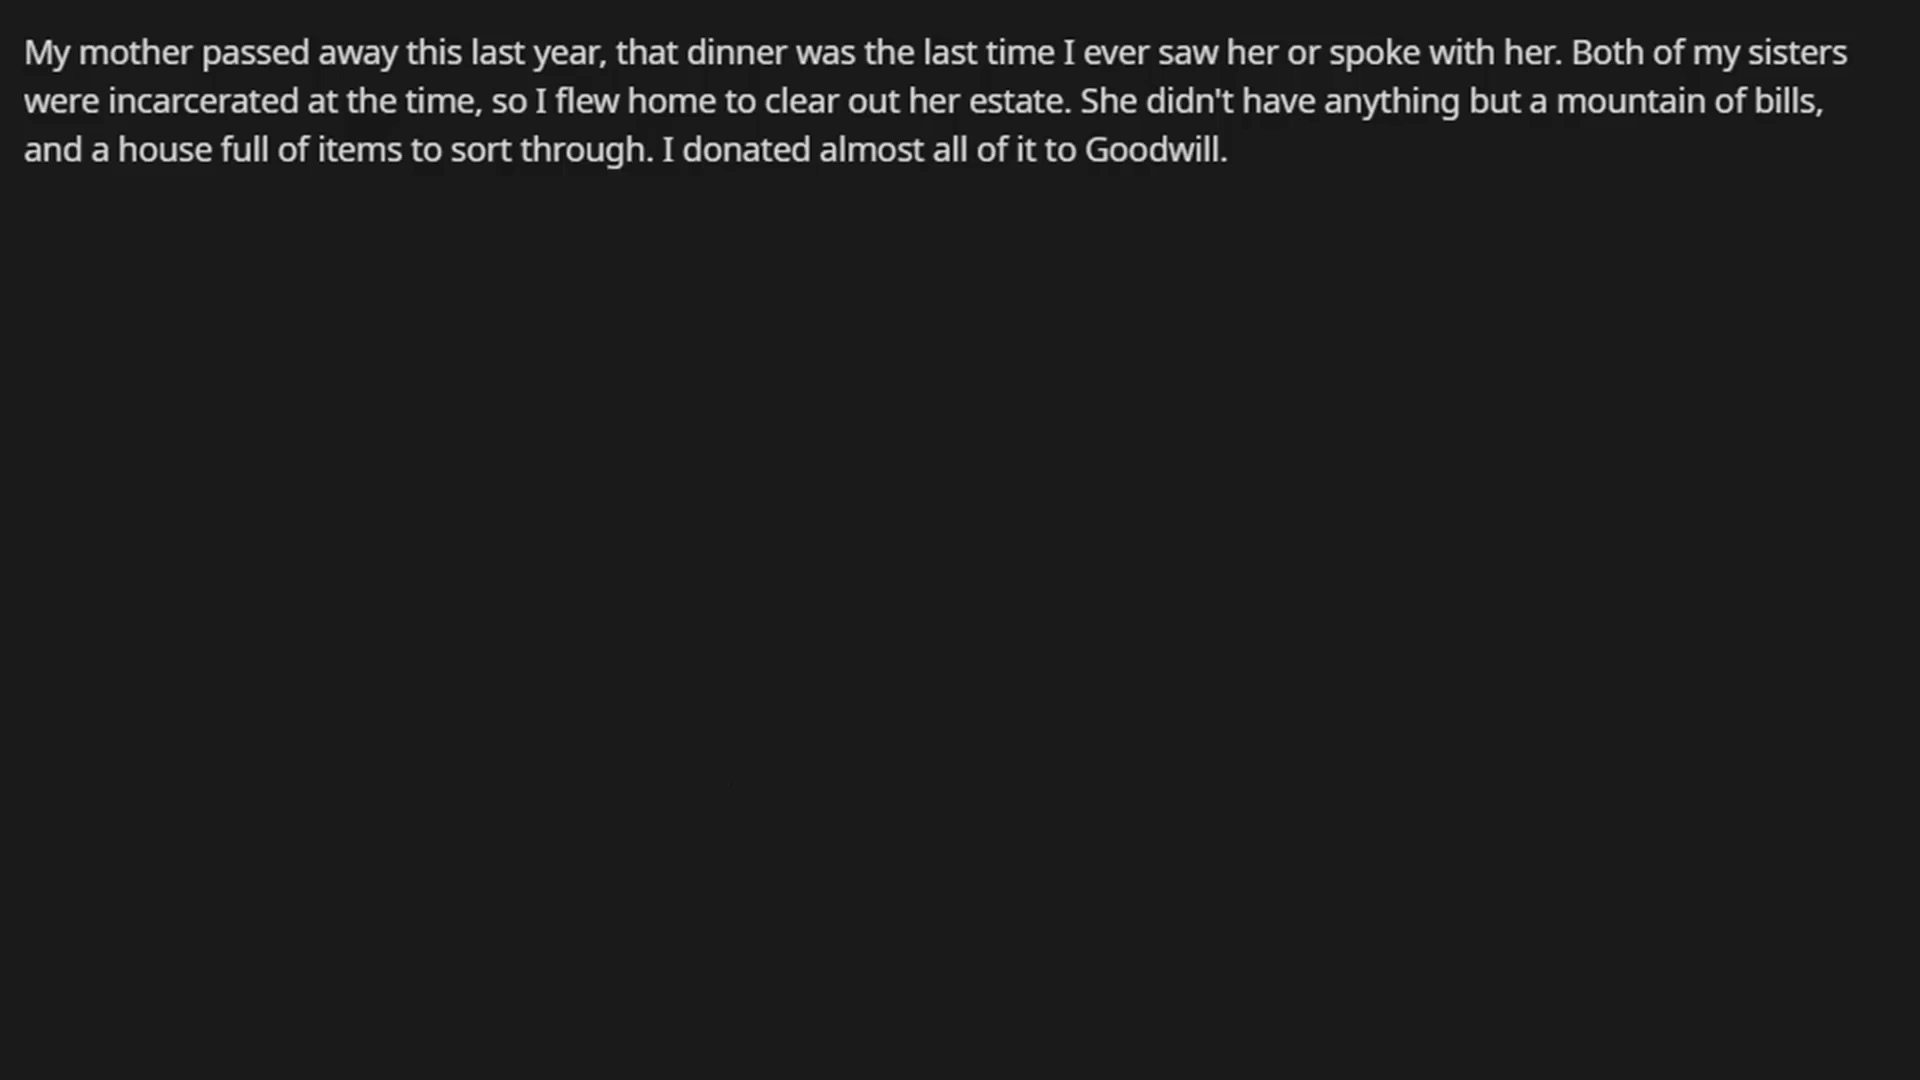 My mother passed away this last year, that dinner was the last time I ever saw her or spoke with her. Both of my sisters
were incarcerated at the time, so I flew home to clear out her estate. She didn't have anything but a mountain of bills,
and a house full of items to sort through. I donated almost all of it to Goodwill.